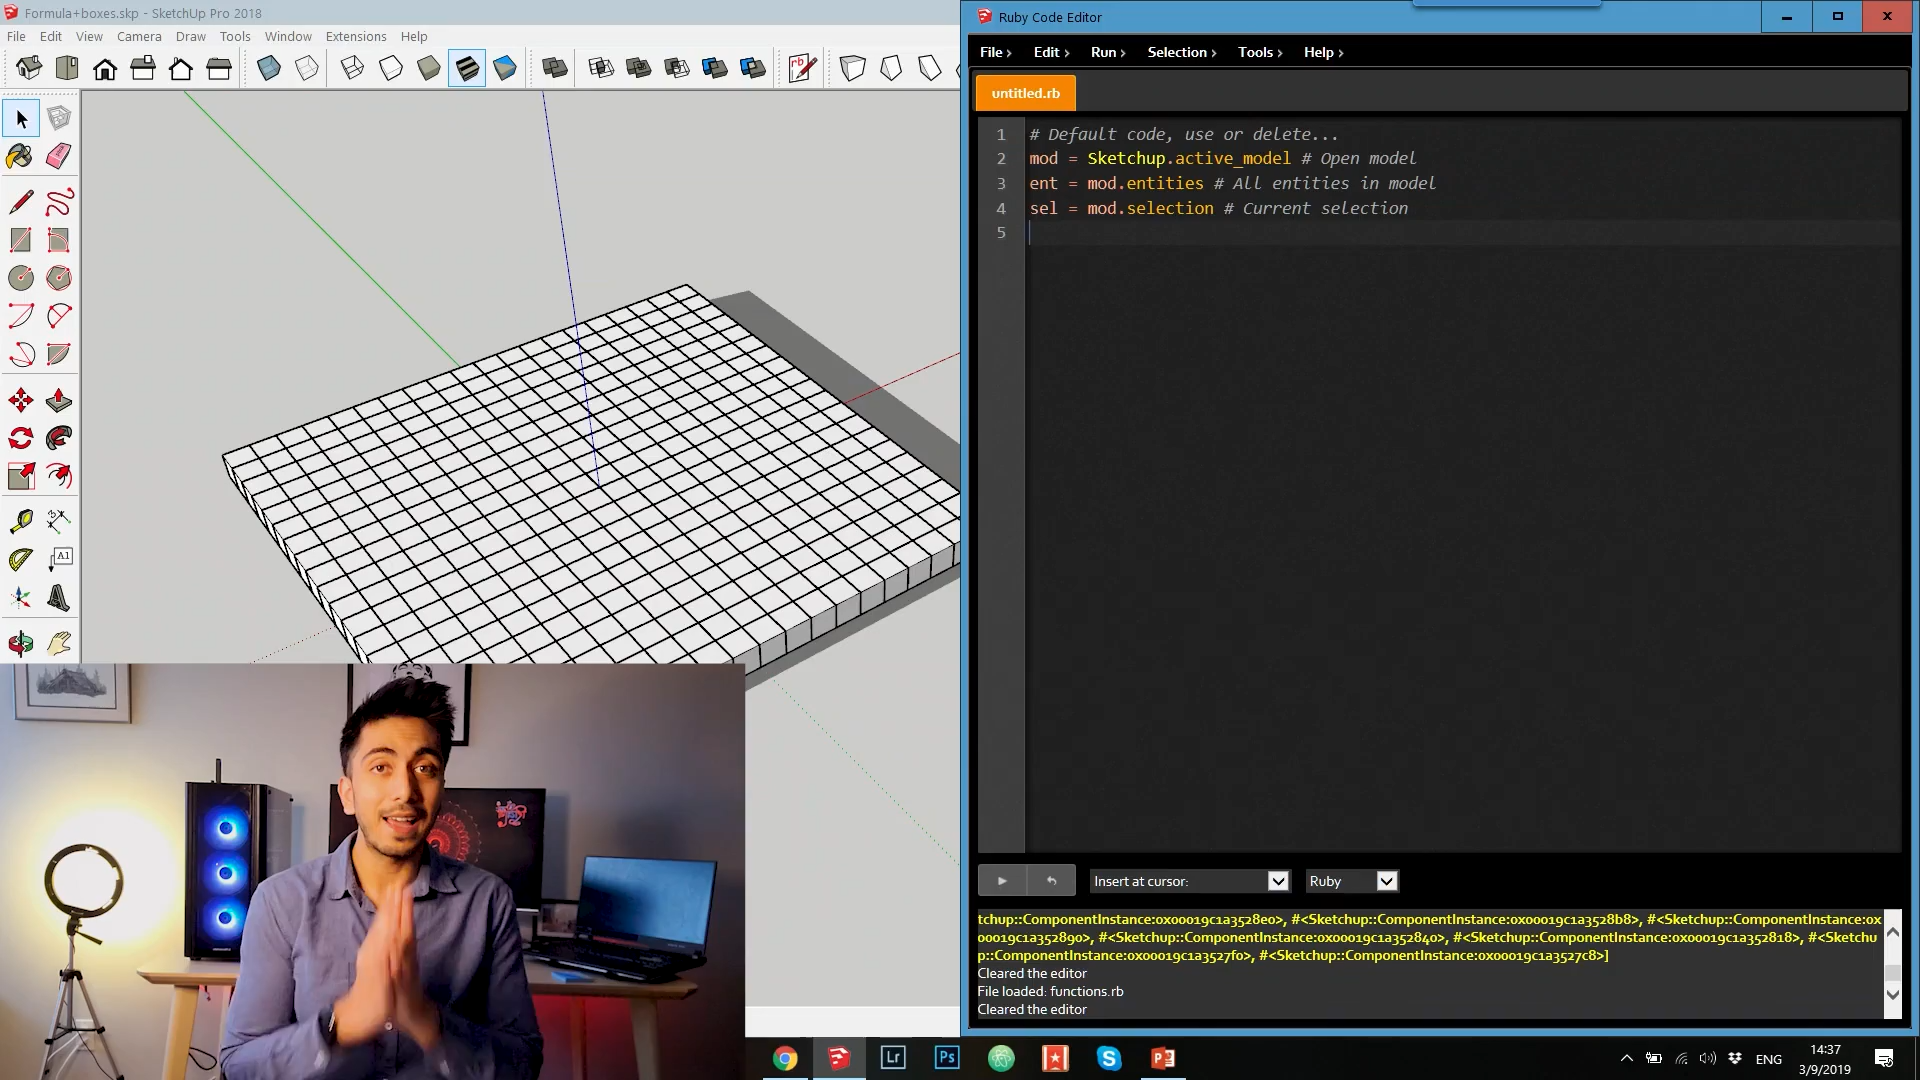 Formula+boxes.skp - SketchUp Pro 2018
File Edit View Camera Draw Tools Window Extensions Help
rb
A1
Ruby Code Editor
File › Edit › Run › Selection › Tools › Help ›
untitled.rb
1 # Default code, use or delete...
2 mod = Sketchup.active_model # Open model
3 ent = mod.entities # All entities in model
4 sel = mod.selection # Current selection
5
Insert at cursor: Ruby
tchup::ComponentInstance:0x00019c1a3528e0>, #<Sketchup::ComponentInstance:0x00019c1a3528b8>, #<Sketchup::ComponentInstance:0x
00019c1a352890>, #<Sketchup::ComponentInstance:0x00019c1a352840>, #<Sketchup::ComponentInstance:0x00019c1a352818>, #<Sketchu
p::ComponentInstance:0x00019c1a3527f0>, #<Sketchup::ComponentInstance:0x00019c1a3527c8>]
Cleared the editor
File loaded: functions.rb
Cleared the editor
Lr Ps
ENG
14:37
3/9/2019